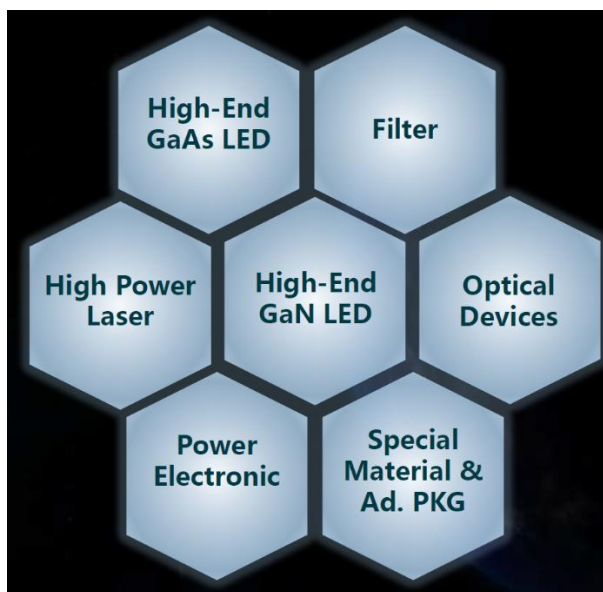 High-End
GaAs LED
Filter
High Power
Laser
High-End
GaN LED
Optical
Devices
Power
Electronic
Special
Material &
Ad. PKG